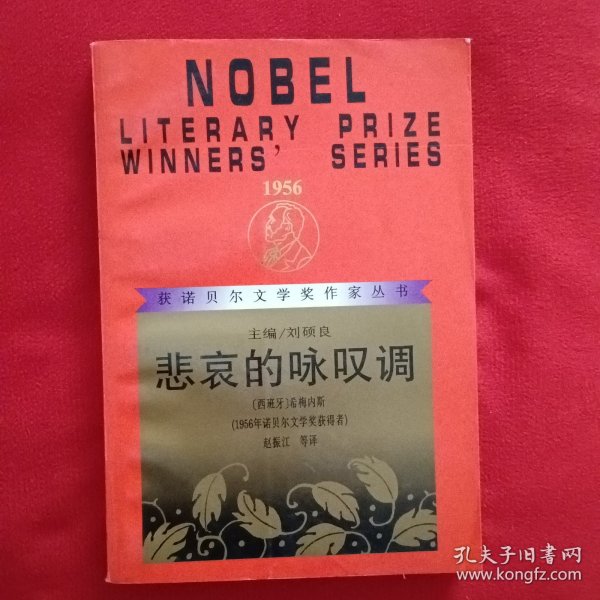 NOBEL
LITERARY PRIZE
WINNERS' SERIES
1956
获诺贝尔文学奖作家丛书
主编/刘硕良
悲哀的咏叹调
〔西班牙〕希梅内斯
(1956年诺贝尔文学奖获得者)
赵振江 等译
孔夫子旧书网
www.kongfz.com